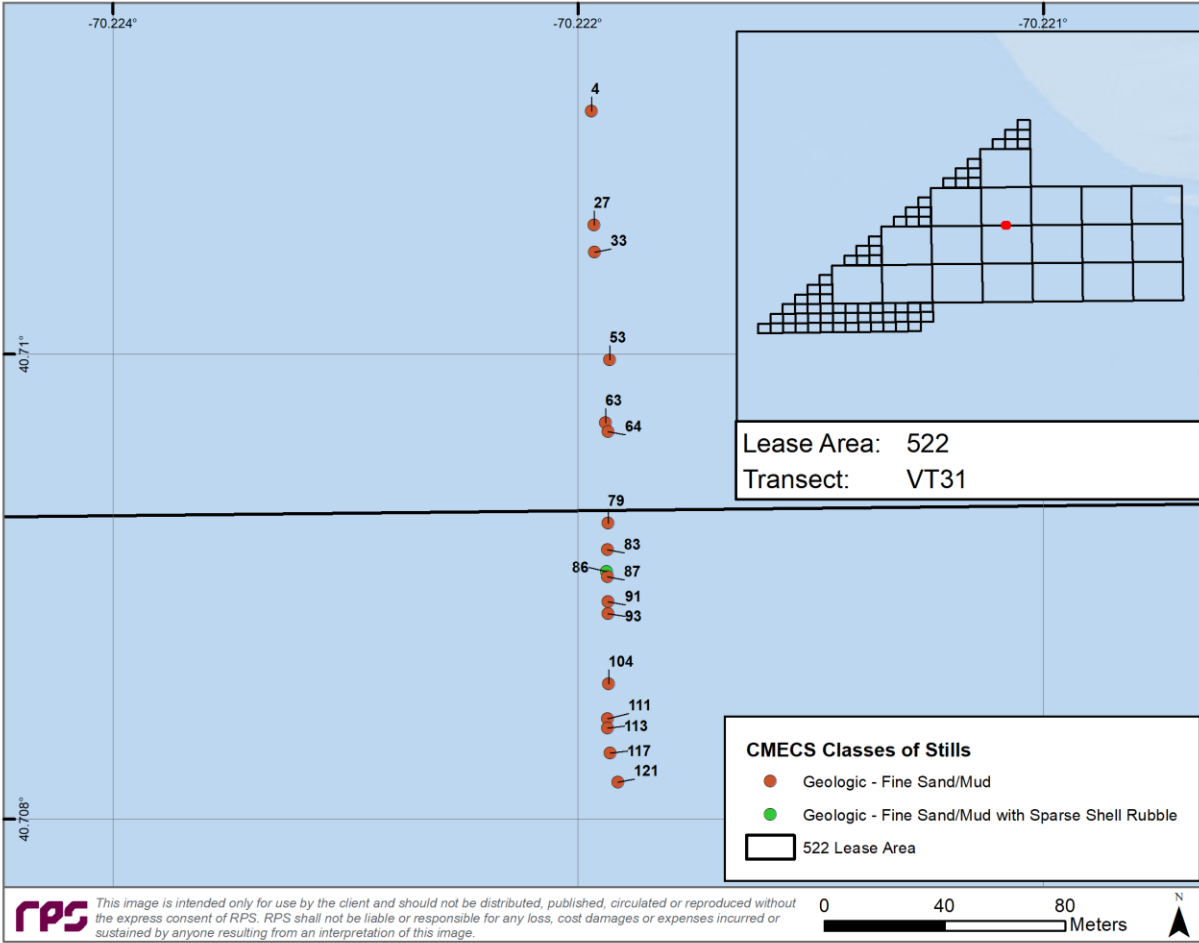 -70.224°
-70.222°
-70.221°
4
27
33
40.71°
53
63
64
Lease Area: 522
Transect: VT31
79
83
86
87
91
93
104
111
113
117
121
40.708°
CMECS Classes of Stills
Geologic - Fine Sand/Mud
Geologic - Fine Sand/Mud with Sparse Shell Rubble
522 Lease Area
rps
This image is intended only for use by the client and should not be distributed, published, circulated or reproduced without
the express consent of RPS. RPS shall not be liable or responsible for any loss, cost damages or expenses incurred or
sustained by anyone resulting from an interpretation of this image.
0 40 80
Meters
N